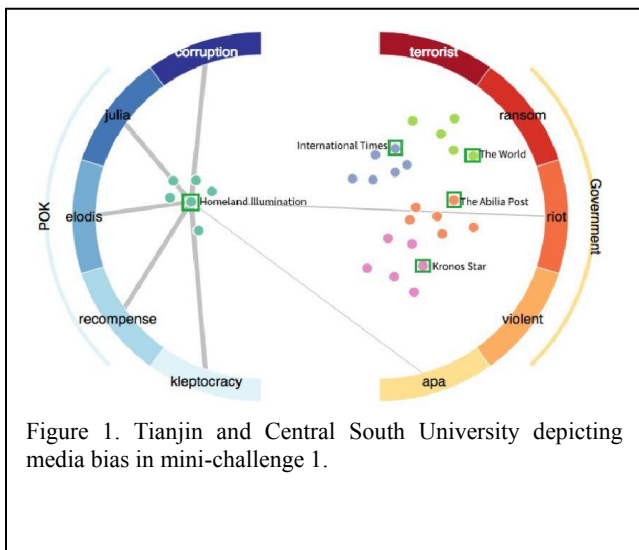 corruption
terrorist
julia
ransom
International Times
The World
POK
elodis
Homeland Illumination
The Abilia Post
riot
Government
Kronos Star
recompense
violent
kleptocracy
apa
Figure 1. Tianjin and Central South University depicting
media bias in mini-challenge 1.